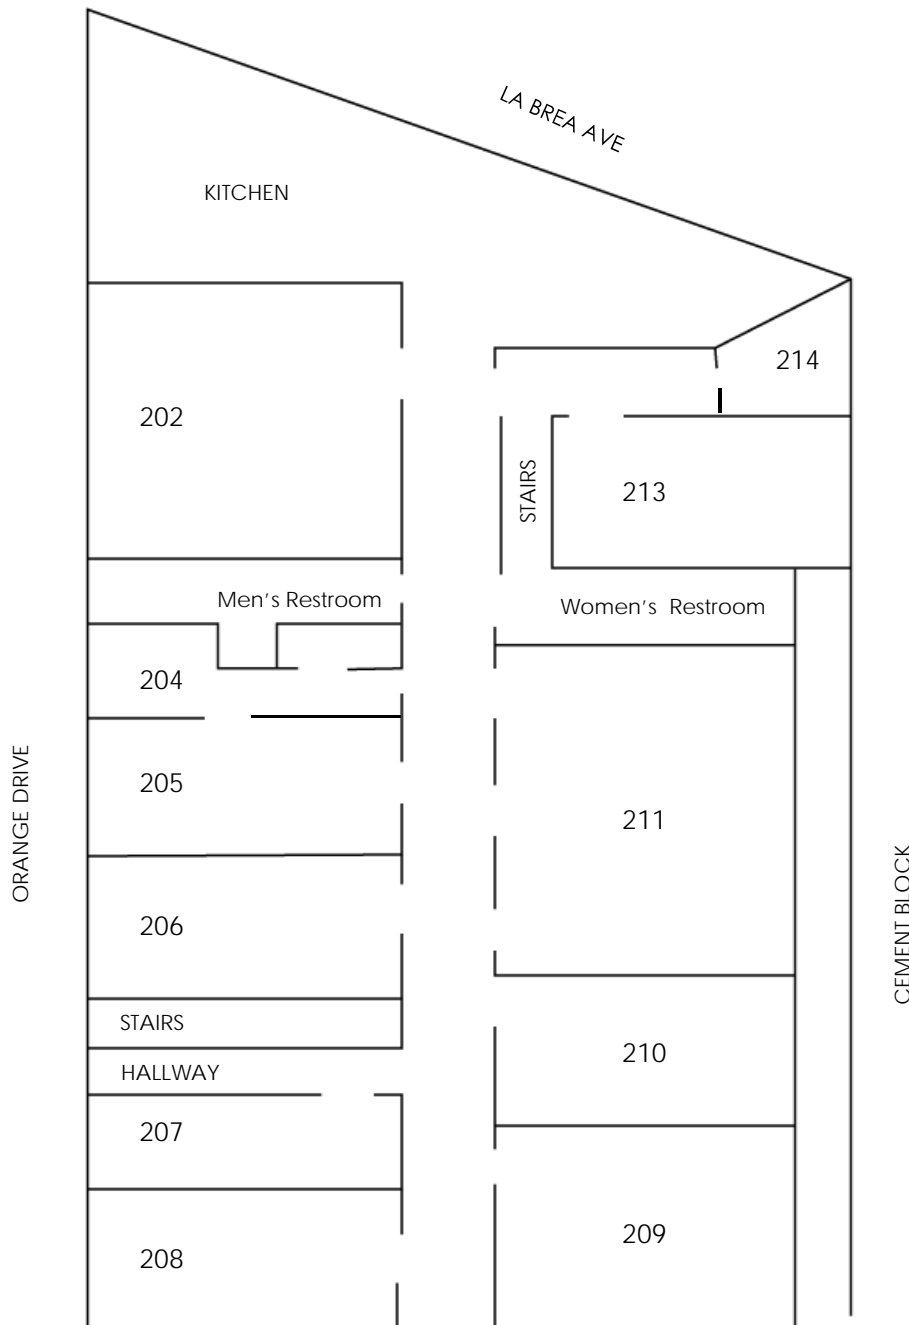 LA BREA AVE
KITCHEN
214
202
STAIRS
213
Men's Restroom
Women's Restroom
204
ORANGE DRIVE
205
211
CEMENT BLOCK
206
STAIRS
210
HALLWAY
207
209
208